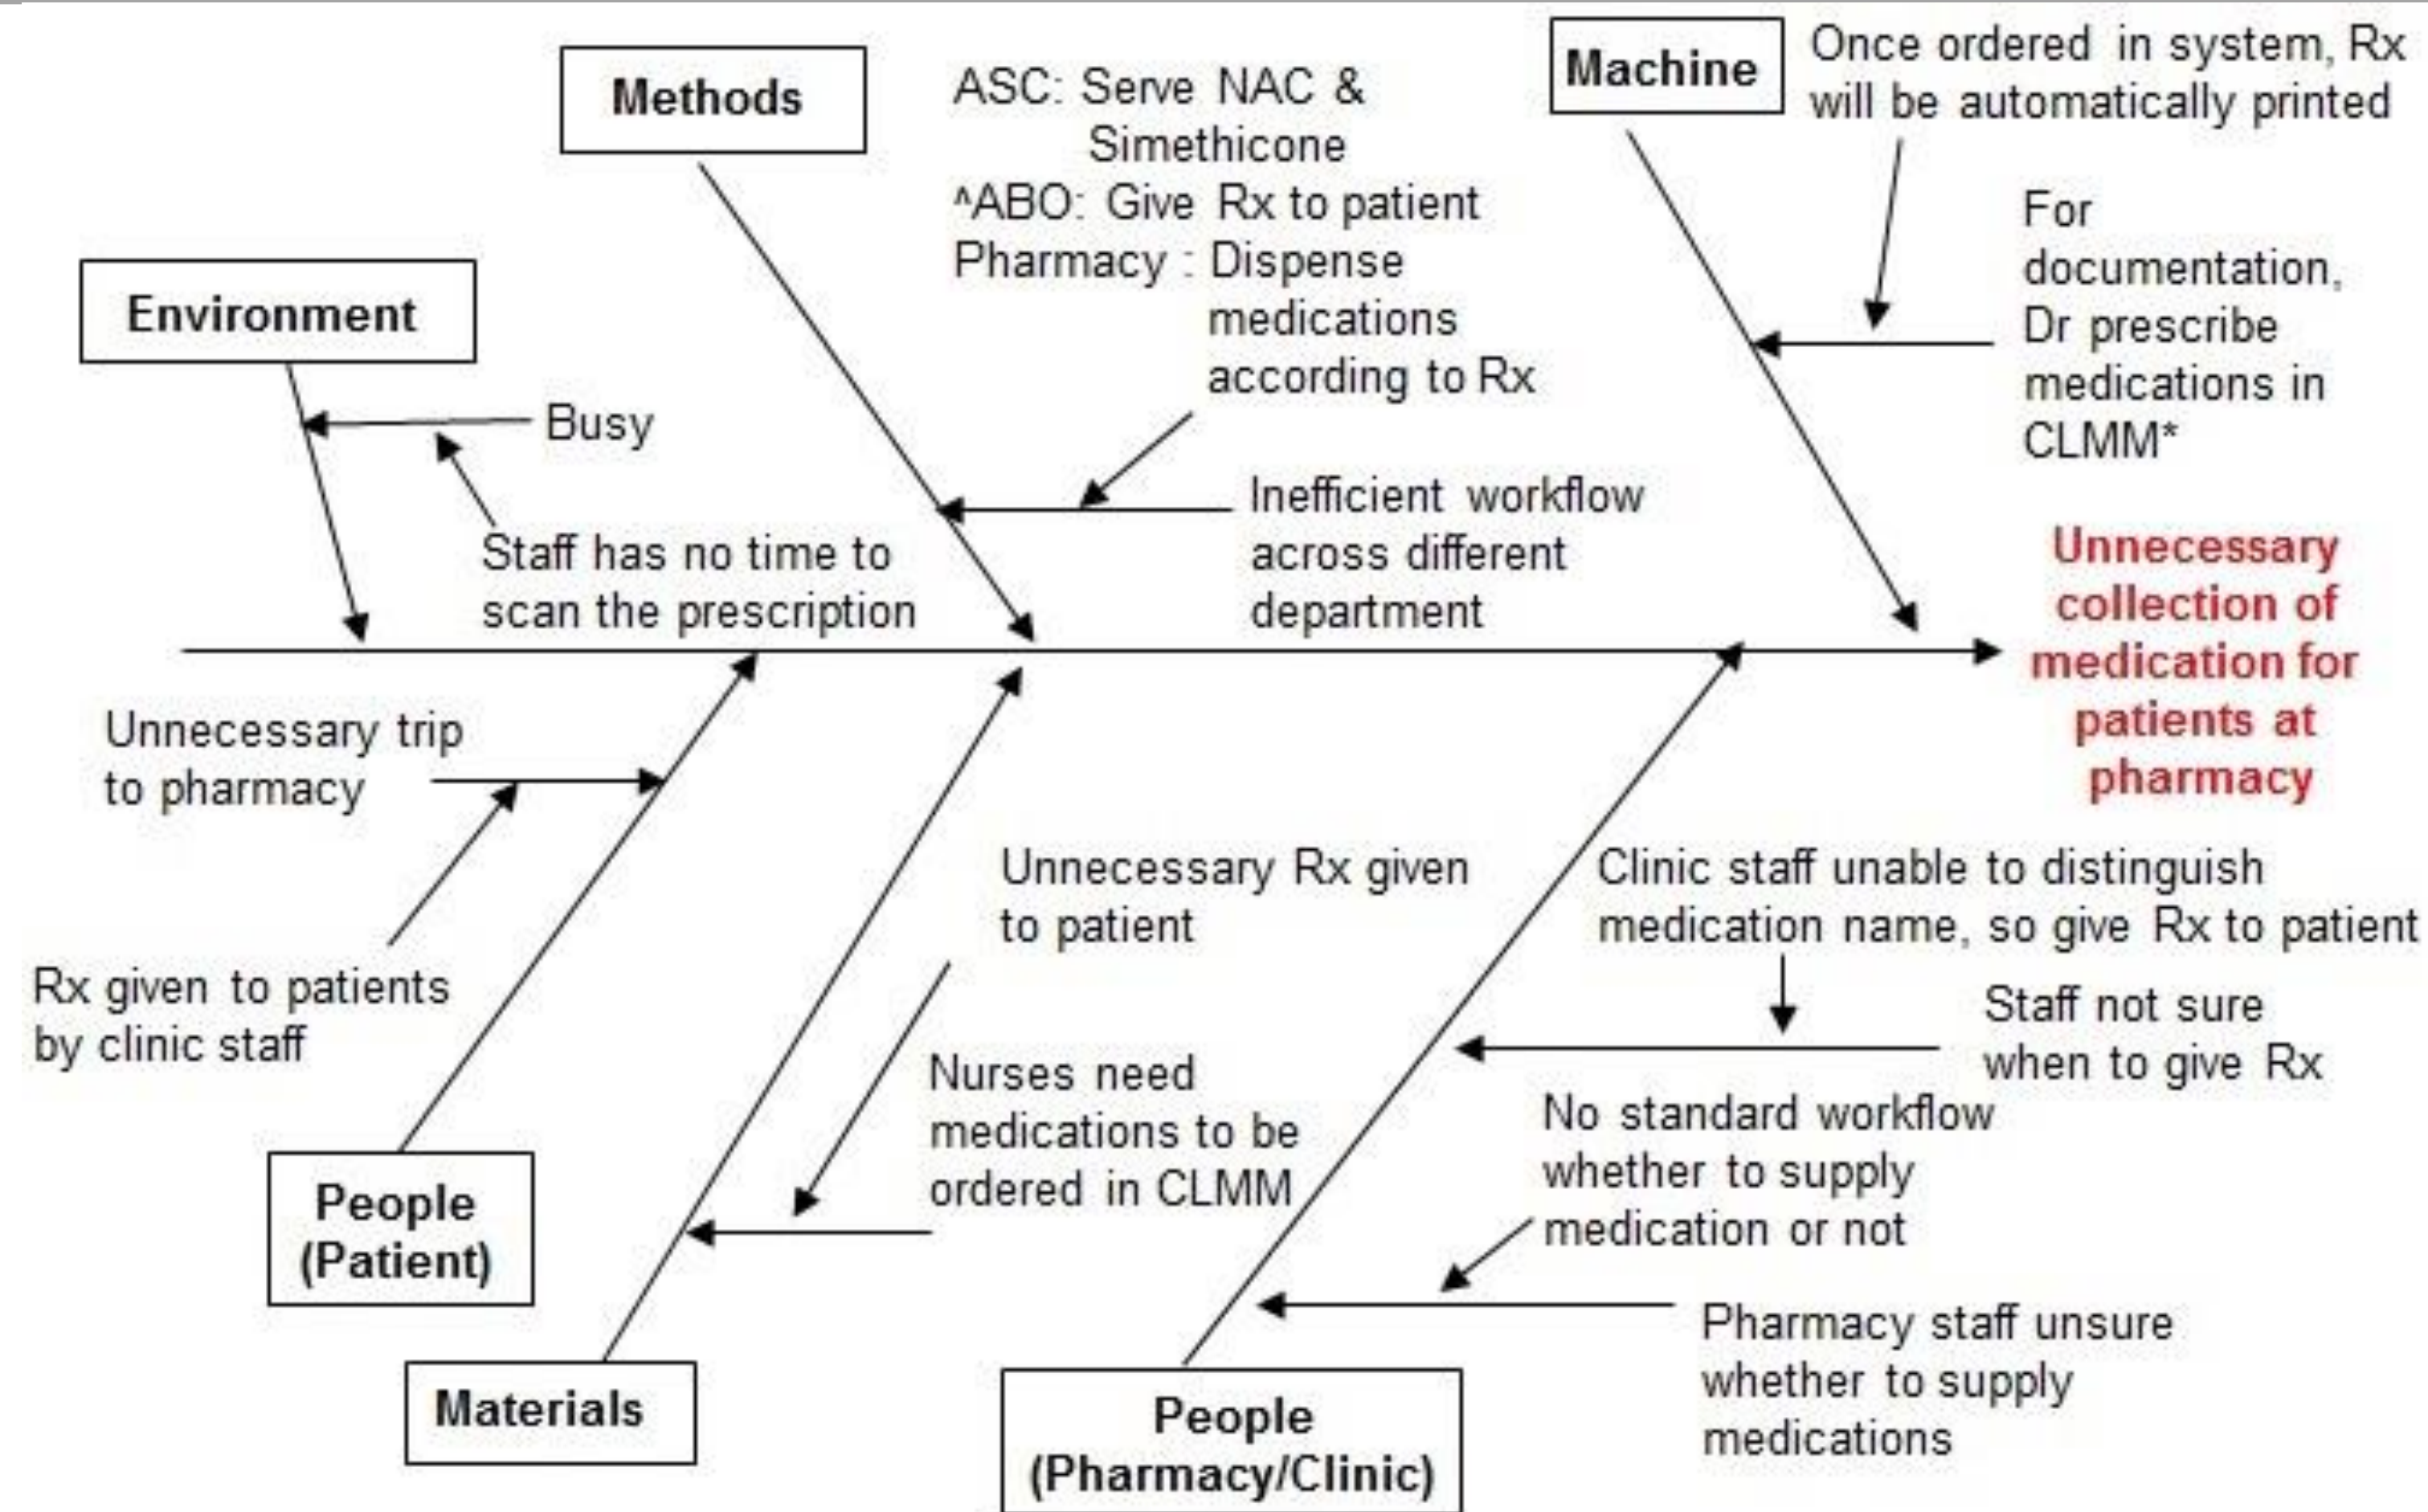 Methods
ASC: Serve NAC &
Simethicone
^ABO: Give Rx to patient
Pharmacy : Dispense
medications
according to Rx
Machine
Once ordered in system, Rx
will be automatically printed
For
documentation,
Dr prescribe
medications in
CLMM*
Environment
Busy
Staff has no time to
scan the prescription
Inefficient workflow
across different
department
Unnecessary
collection of
medication for
patients at
pharmacy
Unnecessary trip
to pharmacy
Rx given to patients
by clinic staff
People
(Patient)
Unnecessary Rx given
to patient
Nurses need
medications to be
ordered in CLMM
Materials
Clinic staff unable to distinguish
medication name, so give Rx to patient
Staff not sure
when to give Rx
No standard workflow
whether to supply
medication or not
Pharmacy staff unsure
whether to supply
medications
People
(Pharmacy/Clinic)